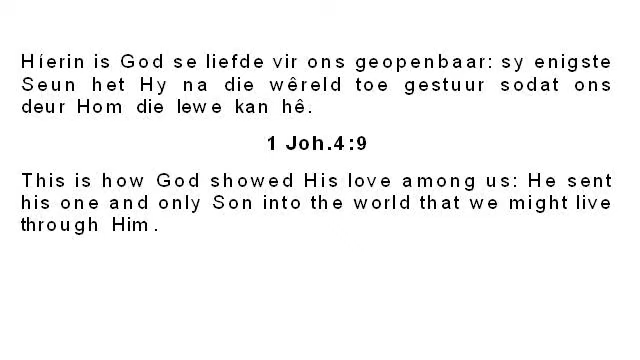 Híerin is God se liefde vir ons geopenbaar: sy enigste
Seun het Hy na die wêreld toe gestuur sodat ons
deur Hom die lewe kan hê.
1 Joh.4:9
This is how God showed His love among us: He sent
his one and only Son into the world that we might live
through Him.